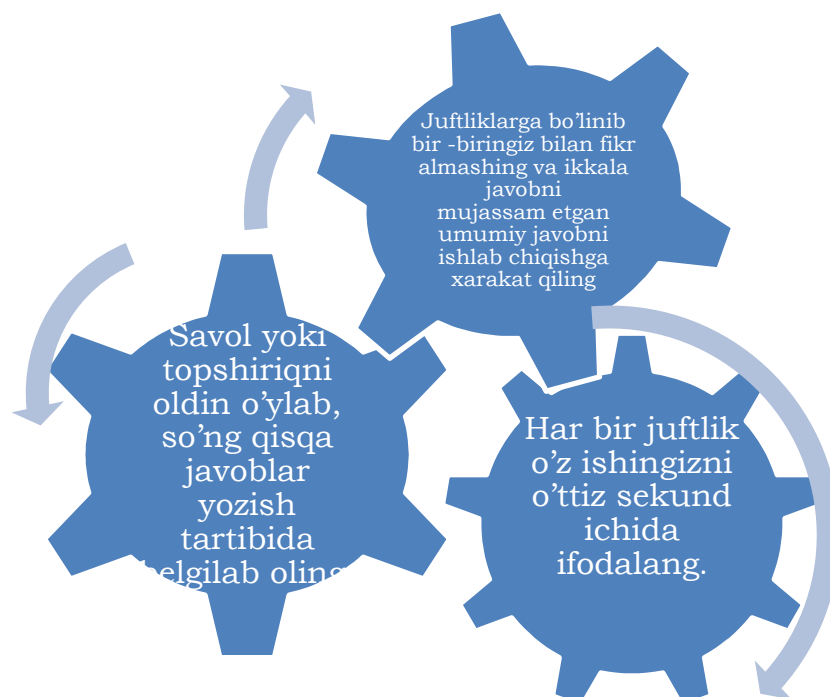 Juftliklarga bo’linib
bir -biringiz bilan fikr
almashing va ikkala
javobni
mujassam etgan
umumiy javobni
ishlab chiqishga
xarakat qiling
Savol yoki
topshiriqni
oldin o’ylab,
so’ng qisqa
javoblar
yozish
tartibida
belgilab oling
Har bir juftlik
o’z ishingizni
o’ttiz sekund
ichida
ifodalang.